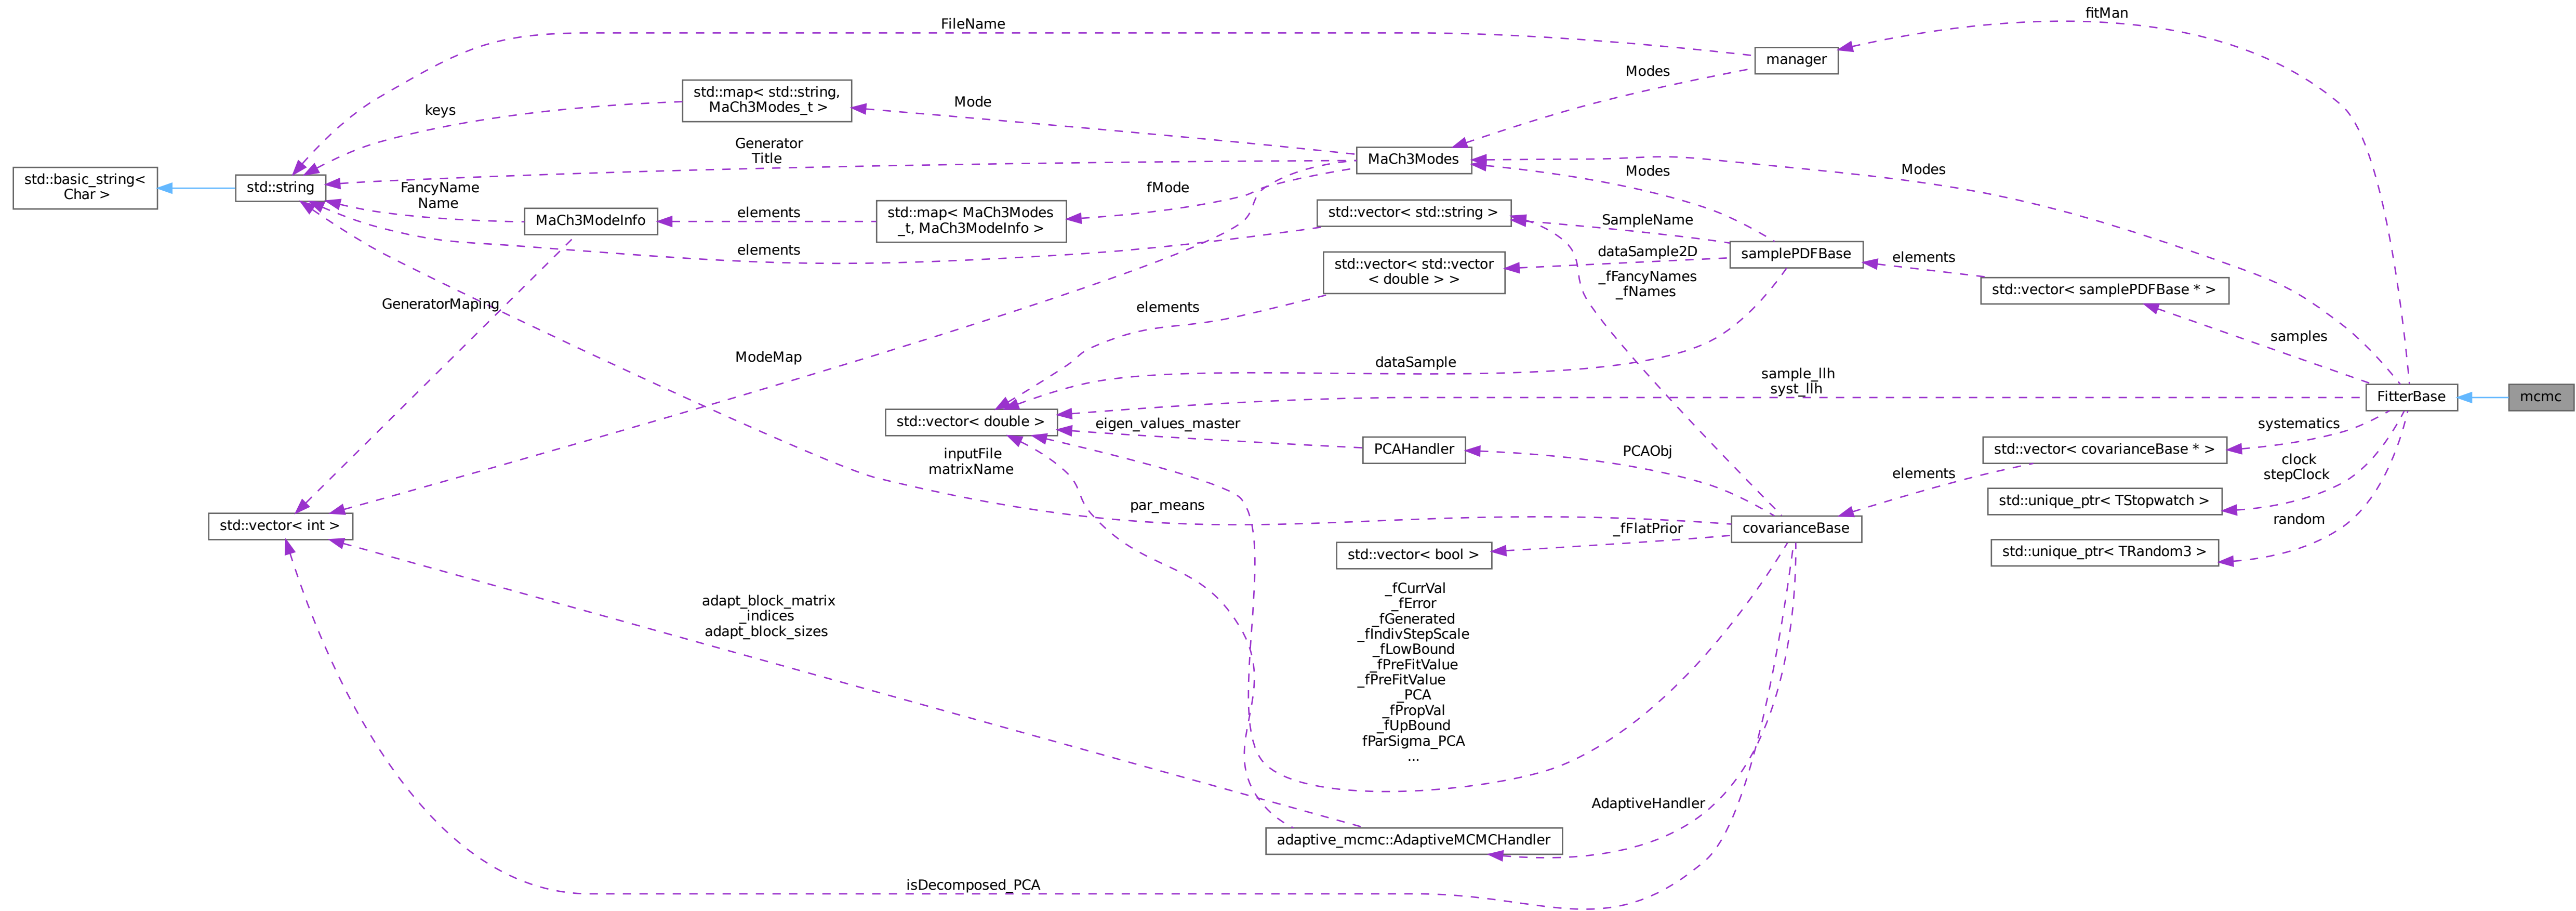 fitMan
FileName
manager
Modes
std::map< std::string,
MaCh3Modes_t >
keys
Mode
Generator
Title
MaCh3Modes
Modes
Modes
std::basic_string<
Char >
std::string
FancyName
Name
fMode
MaCh3ModeInfo
elements
std::map< MaCh3Modes
_t, MaCh3ModeInfo >
std::vector< std::string >
SampleName
elements
dataSample2D
samplePDFBase
elements
std::vector< std::vector
< double > >
_fFancyNames
_fNames
std::vector< samplePDFBase * >
GeneratorMaping
elements
samples
ModeMap
dataSample
sample_llh
syst_llh
FitterBase
mcmc
std::vector< double >
eigen_values_master
systematics
inputFile
matrixName
PCAHandler
PCAObj
std::vector< covarianceBase * >
clock
stepClock
elements
std::unique_ptr< TStopwatch >
par_means
std::vector< int >
_fFlatPrior
covarianceBase
random
std::vector< bool >
std::unique_ptr< TRandom3 >
_fCurrVal
_fError
_fGenerated
_fIndivStepScale
_fLowBound
_fPreFitValue
_fPreFitValue
_PCA
_fPropVal
_fUpBound
fParSigma_PCA
...
adapt_block_matrix
_indices
adapt_block_sizes
AdaptiveHandler
adaptive_mcmc::AdaptiveMCMCHandler
isDecomposed_PCA